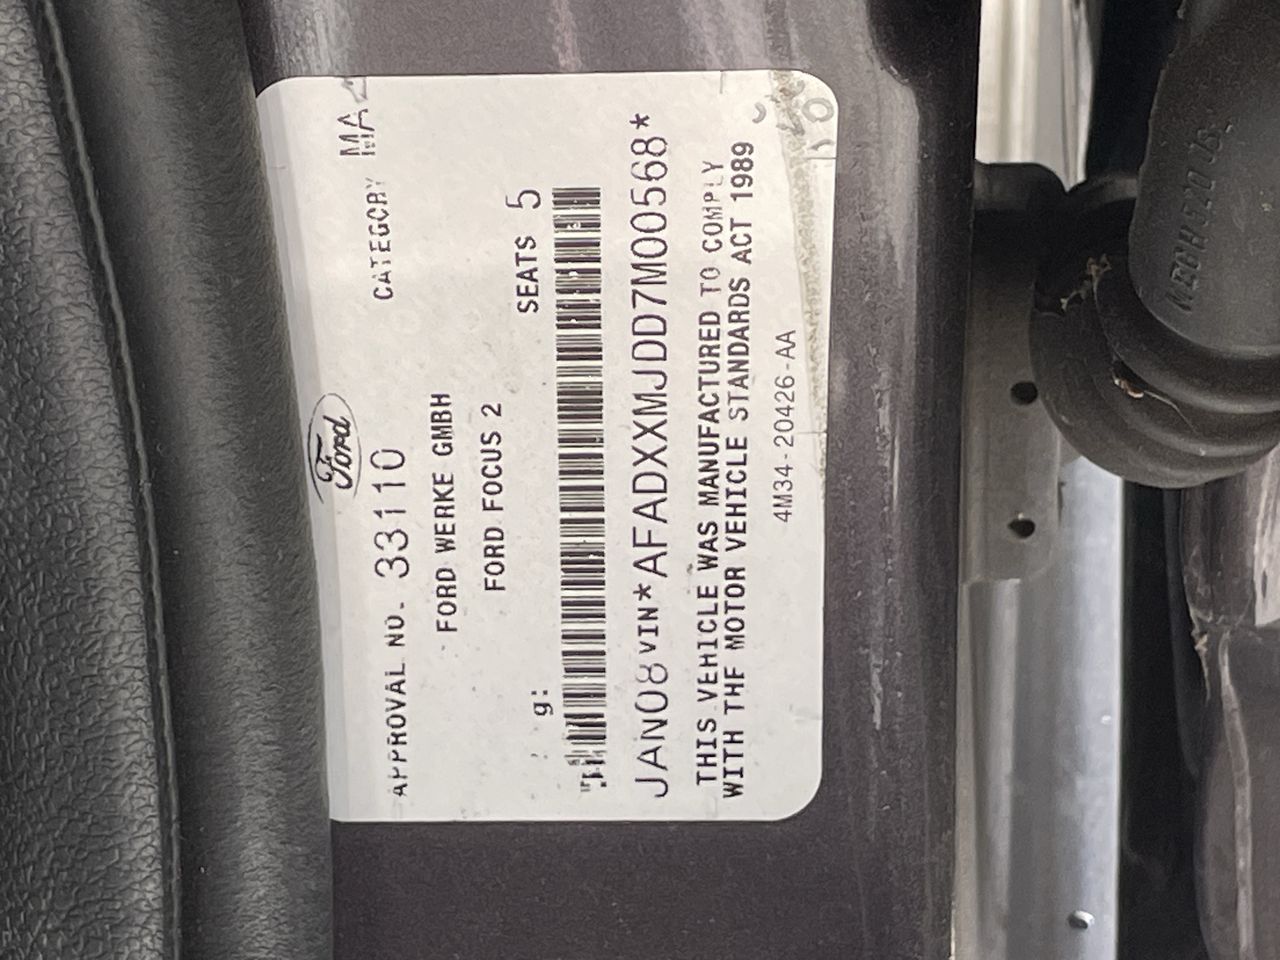 Ford
APPROVAL NO. 33110 CATEGORY MA
FORD WERKE GMBH
FORD FOCUS 2
g: SEATS 5
JAN08 VIN*AFADXXMJDD7M00568*
THIS VEHICLE WAS MANUFACTURED TO COMPLY
WITH THE MOTOR VEHICLE STANDARDS ACT 1989
4M34-20426-AA